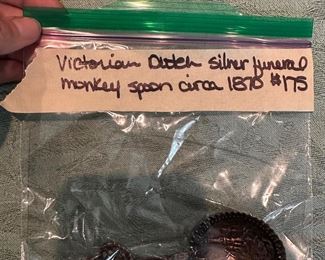 Victorian Dutch silver funeral
monkey spoon circa 1870 $175